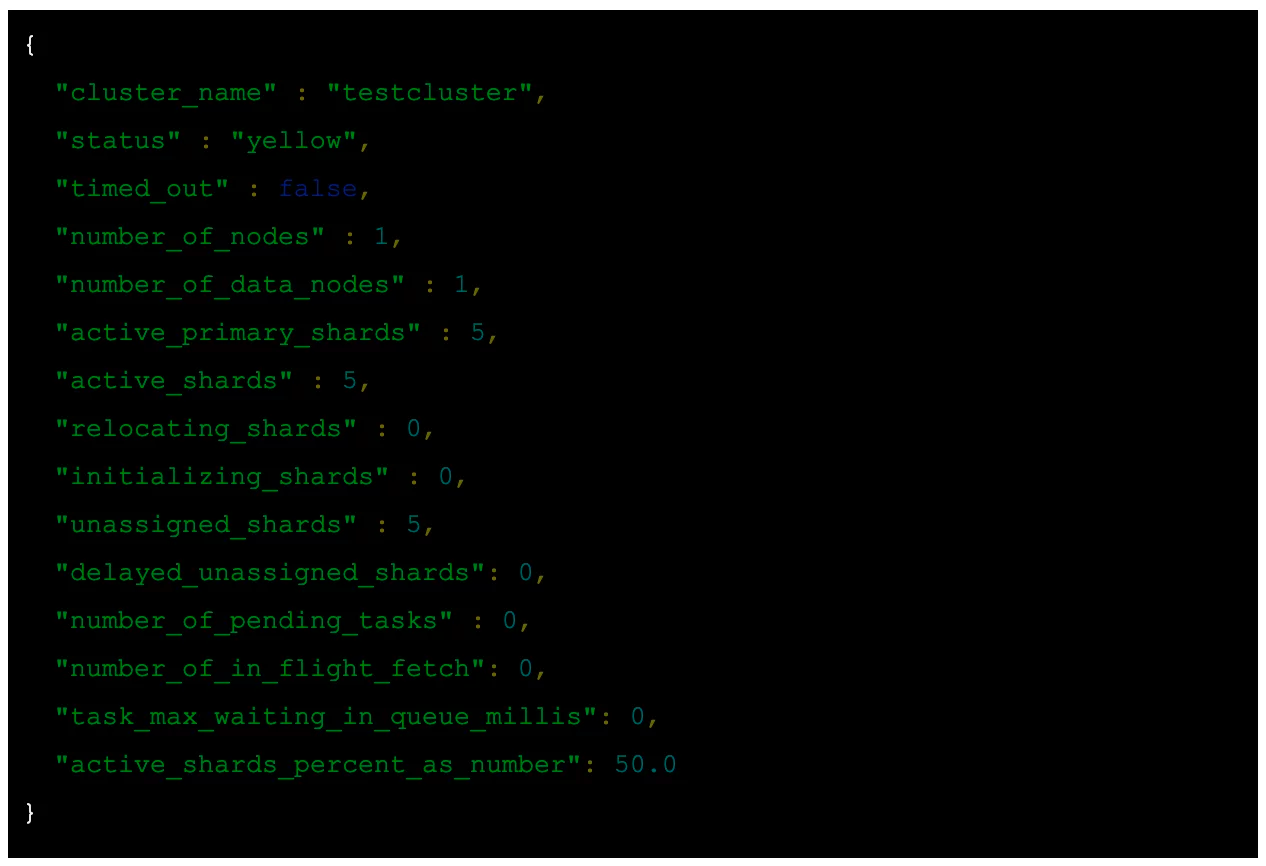 {
"cluster_name" : "testcluster",
"status" : "yellow",
"timed_out" : false,
"number_of_nodes" : 1,
"number_of_data_nodes" : 1,
"active_primary_shards" : 5,
"active_shards" : 5,
"relocating_shards" : 0,
"initializing_shards" : 0,
"unassigned_shards" : 5,
"delayed_unassigned_shards": 0,
"number_of_pending_tasks" : 0,
"number_of_in_flight_fetch": 0,
"task_max_waiting_in_queue_millis": 0,
"active_shards_percent_as_number": 50.0
}